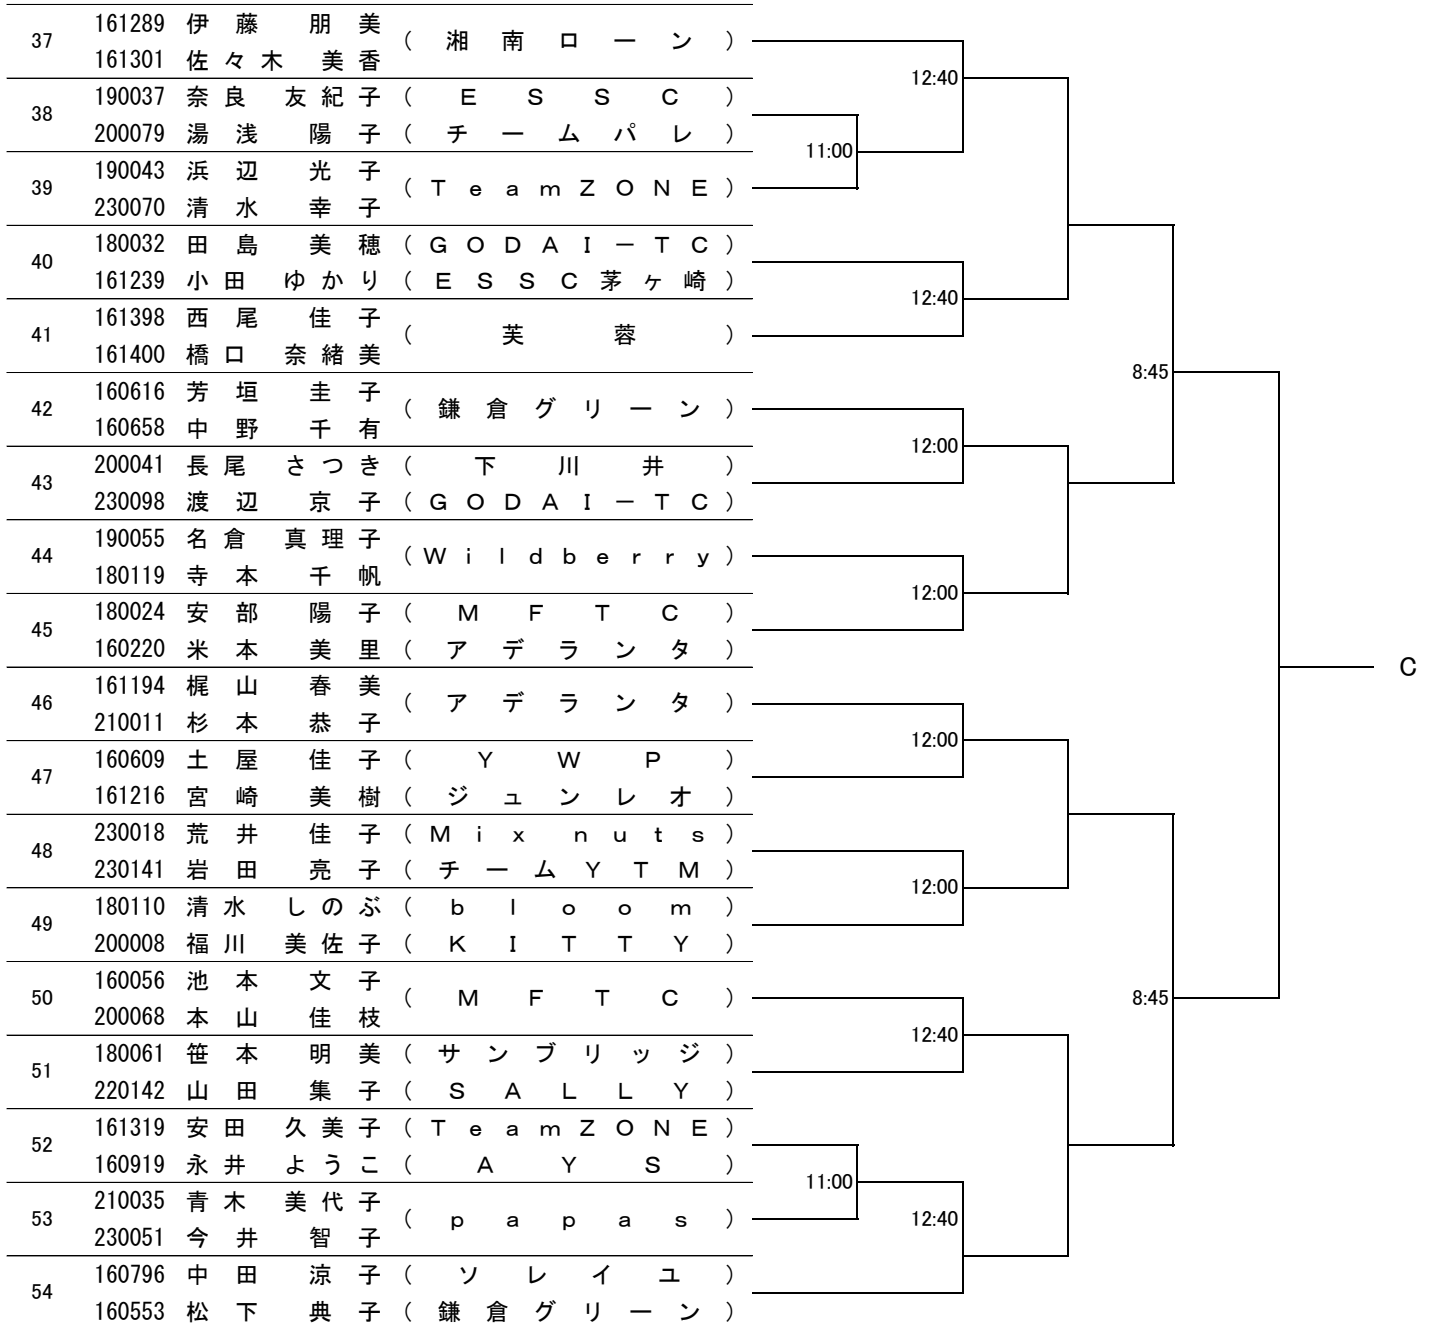 37
161289 伊藤 朋美 (湘南ローン)
161301 佐々木 美香
12:40
38
190037 奈良 友紀子 (ESSC)
200079 湯浅 陽子 (チームパレ)
11:00
39
190043 浜辺 光子 (TeamZONE)
230070 清水 幸子
40
180032 田島 美穂 (GODAI－TC)
161239 小田 ゆかり (ESSC茅ヶ崎)
12:40
41
161398 西尾 佳子 (芙蓉)
161400 橋口 奈緒美
8:45
42
160616 芳垣 圭子 (鎌倉グリーン)
160658 中野 千有
12:00
43
200041 長尾 さつき (下川井)
230098 渡辺 京子 (GODAI－TC)
44
190055 名倉 真理子 (Wildberry)
180119 寺本 千帆
12:00
45
180024 安部 陽子 (MFTC)
160220 米本 美里 (アデランタ)
C
46
161194 梶山 春美 (アデランタ)
210011 杉本 恭子
12:00
47
160609 土屋 佳子 (YWP)
161216 宮崎 美樹 (ジュンレオ)
48
230018 荒井 佳子 (Mix nuts)
230141 岩田 亮子 (チームYTM)
12:00
49
180110 清水 しのぶ (bloom)
200008 福川 美佐子 (KITTY)
50
160056 池本 文子 (MFTC)
200068 本山 佳枝
8:45
12:40
51
180061 笹本 明美 (サンブリッジ)
220142 山田 集子 (SALLY)
52
161319 安田 久美子 (TeamZONE)
160919 永井 ようこ (AYS)
11:00
53
210035 青木 美代子 (papas)
230051 今井 智子
12:40
54
160796 中田 涼子 (ソレイユ)
160553 松下 典子 (鎌倉グリーン)